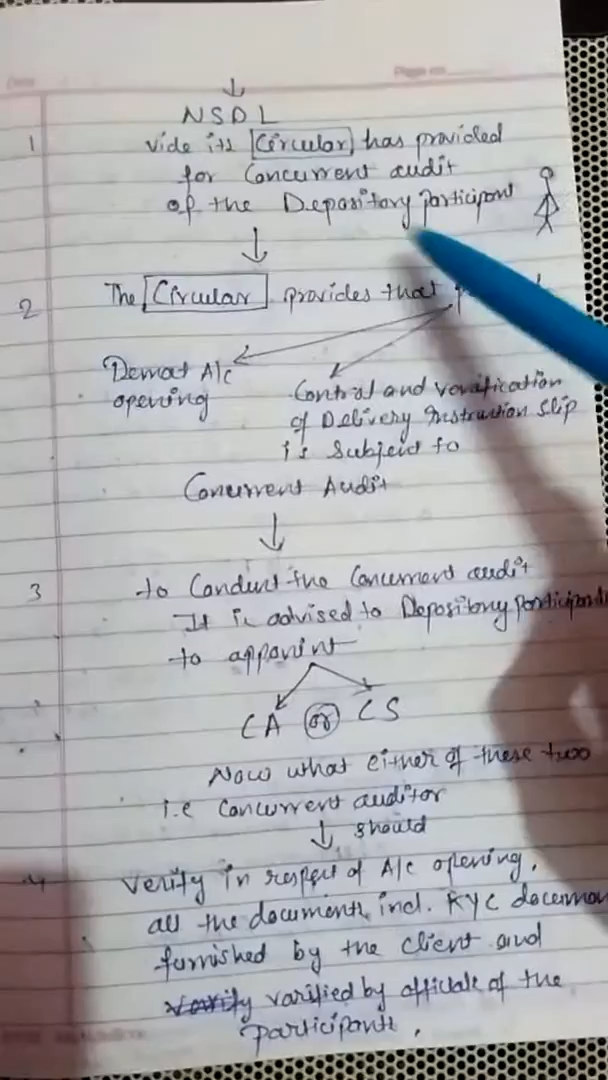 NSDL
1 vide its Circular has provided
for Concurrent audit
of the Depository participant
2 The Circular provides that
Demat A/c
opening
Control and verification
of Delivery Instruction Slip
is Subject to
Concurrent Audit
3 to Conduct the Concurrent audit
It is advised to Depository participant
to appoint
CA or CS
Now what either of these two
i.e Concurrent auditor
should
4 Verify in respect of A/c opening,
all the documents, incl. KYC documen
furnished by the client and
varified by officials of the
participants.